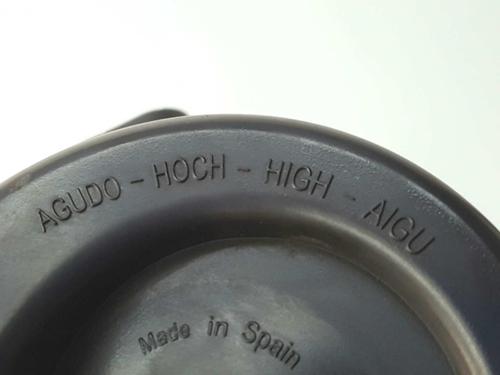 AGUDO - HOCH - HIGH - AIGU
Made in Spain